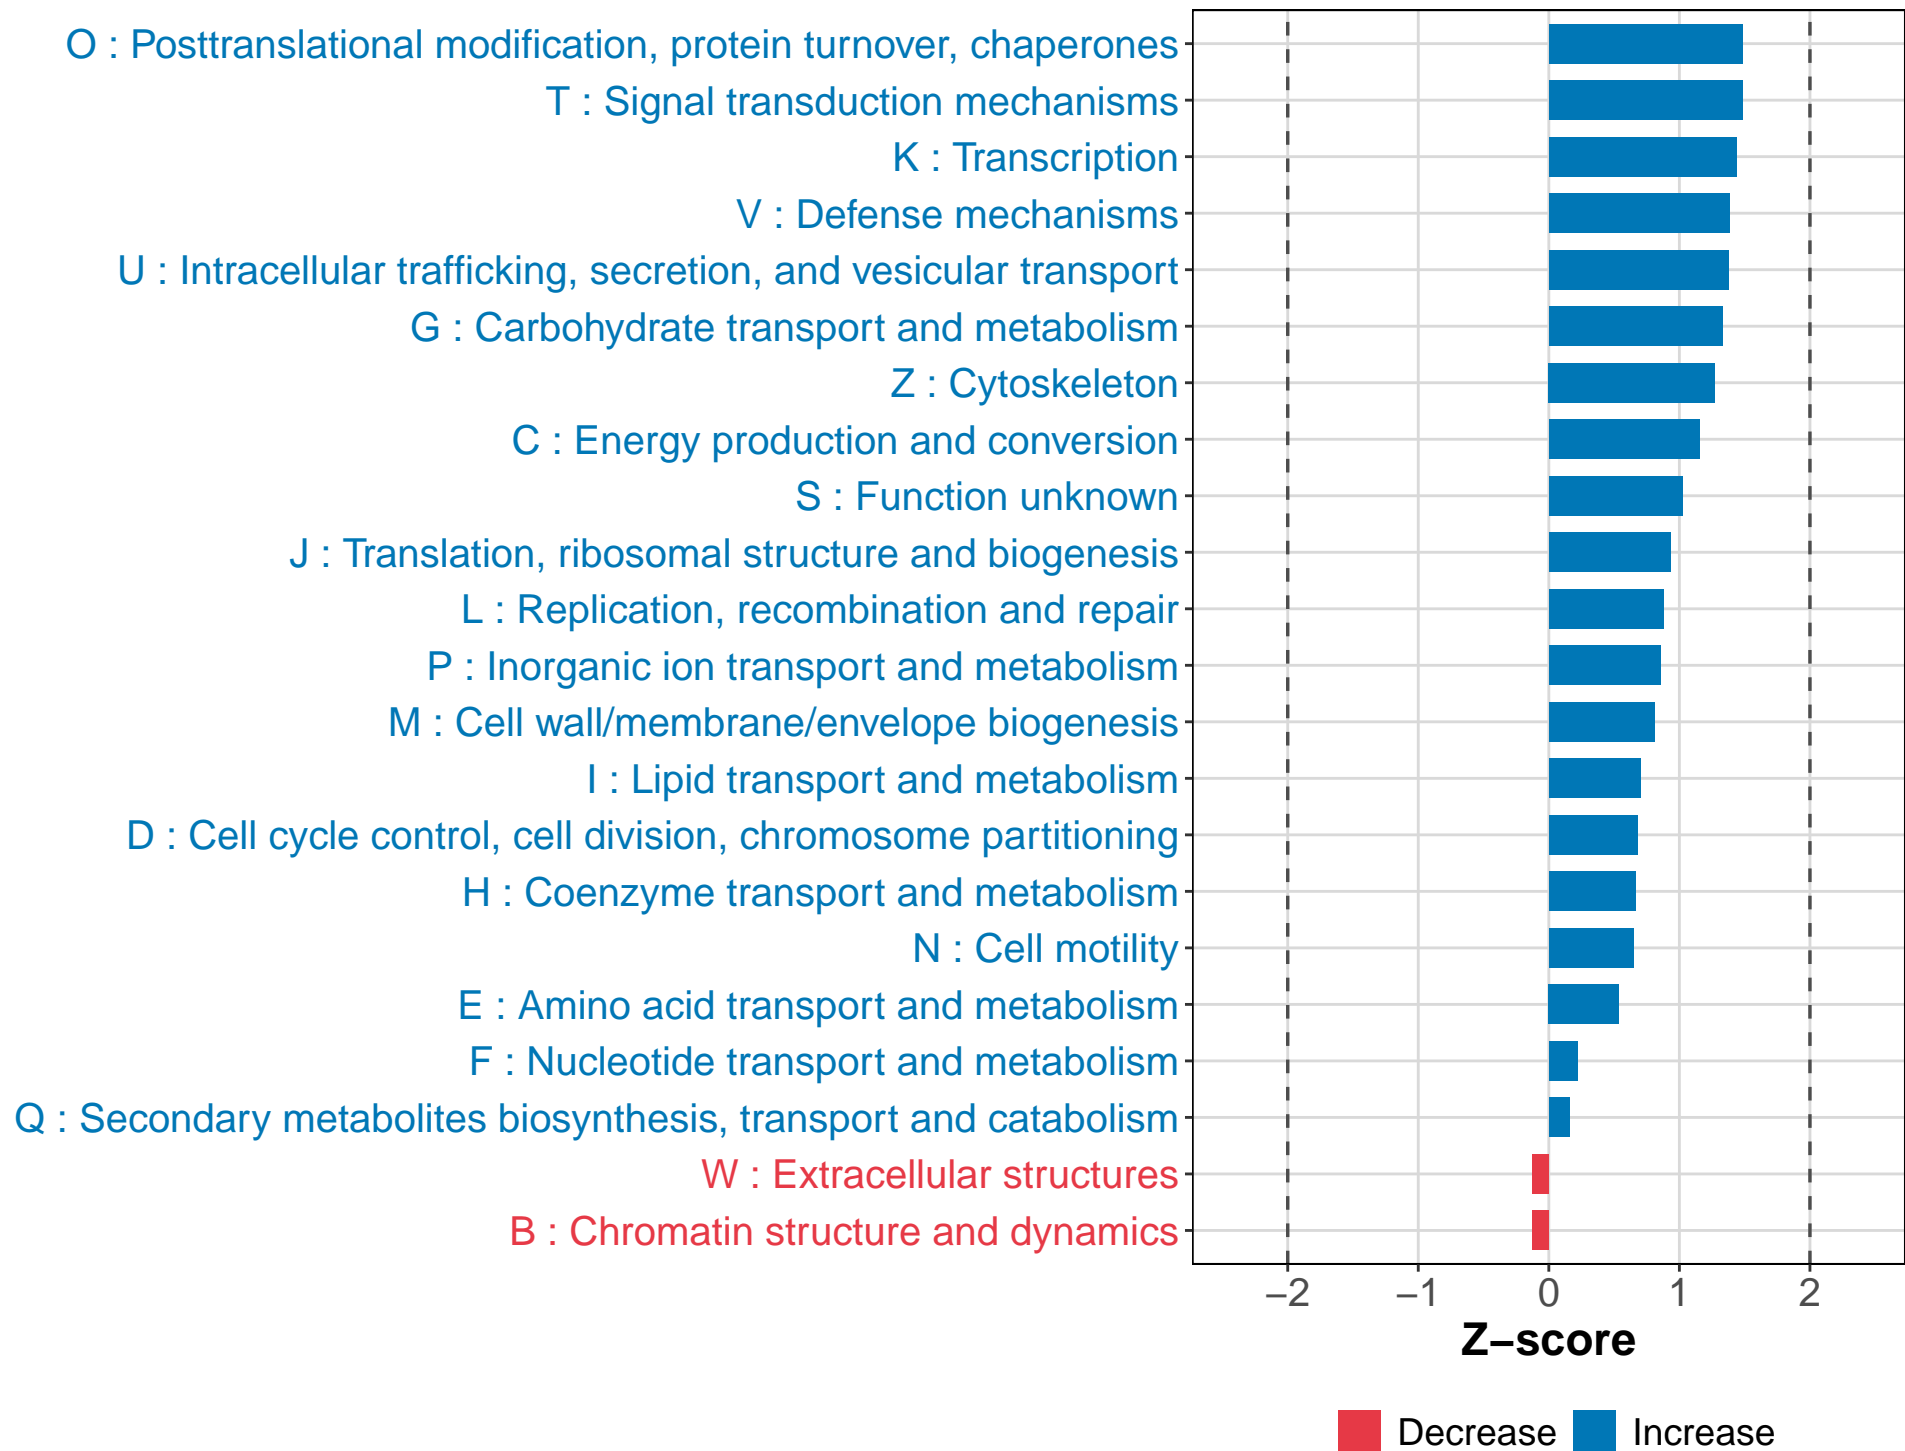 O : Posttranslational modification, protein turnover, chaperones
T : Signal transduction mechanisms
K : Transcription
V : Defense mechanisms
U : Intracellular trafficking, secretion, and vesicular transport
G : Carbohydrate transport and metabolism
Z : Cytoskeleton
C : Energy production and conversion
S : Function unknown
J : Translation, ribosomal structure and biogenesis
L : Replication, recombination and repair
P : Inorganic ion transport and metabolism
M : Cell wall/membrane/envelope biogenesis
I : Lipid transport and metabolism
D : Cell cycle control, cell division, chromosome partitioning
H : Coenzyme transport and metabolism
N : Cell motility
E : Amino acid transport and metabolism
F : Nucleotide transport and metabolism
Q : Secondary metabolites biosynthesis, transport and catabolism
W : Extracellular structures
B : Chromatin structure and dynamics
−2 −1 0 1 2
Z−score
Decrease Increase